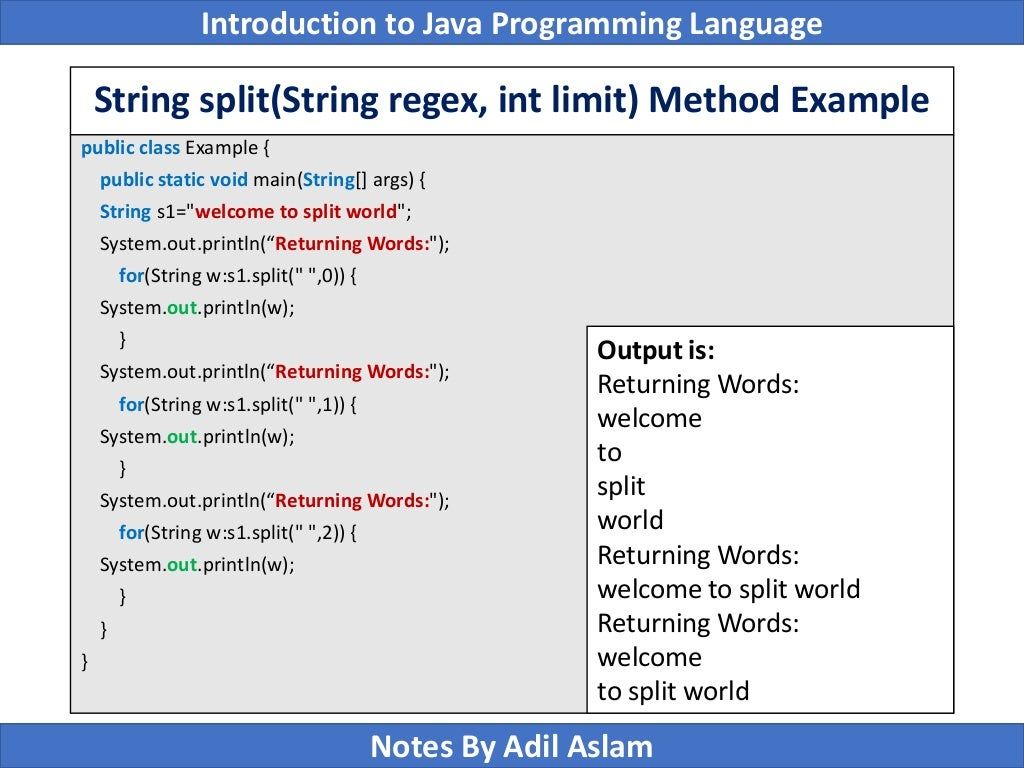 Introduction to Java Programming Language
String split(String regex, int limit) Method Example
public class Example {
public static void main(String[] args) {
String s1="welcome to split world";
System.out.println(“Returning Words:");
for(String w:s1.split(" ",0)) {
System.out.println(w);
}
System.out.println(“Returning Words:");
for(String w:s1.split(" ",1)) {
System.out.println(w);
}
System.out.println(“Returning Words:");
for(String w:s1.split(" ",2)) {
System.out.println(w);
}
}
}
Output is:
Returning Words:
welcome
to
split
world
Returning Words:
welcome to split world
Returning Words:
welcome
to split world
Notes By Adil Aslam